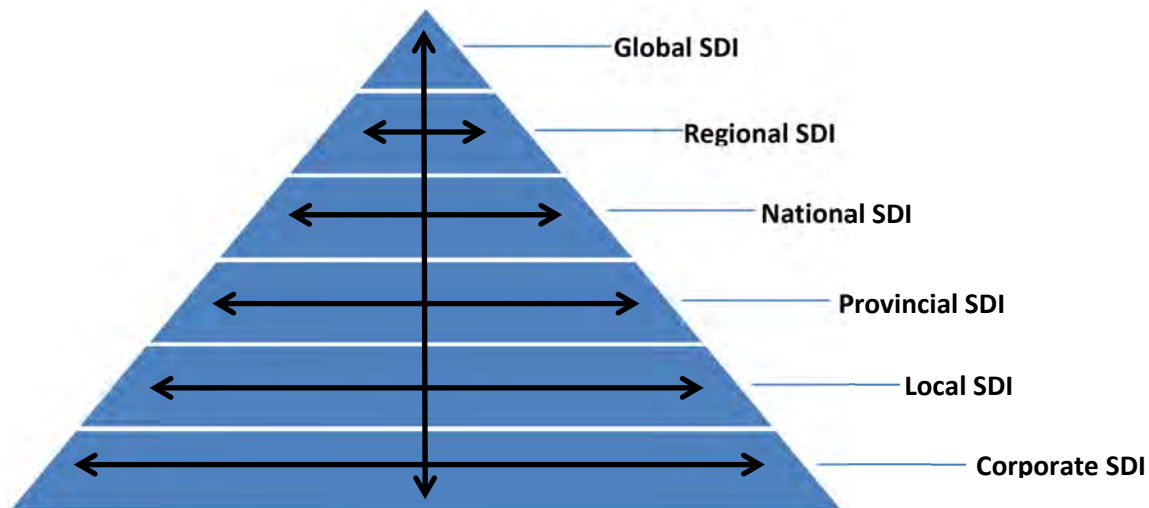 Global SDI
Regional SDI
National SDI
Provincial SDI
Local SDI
Corporate SDI